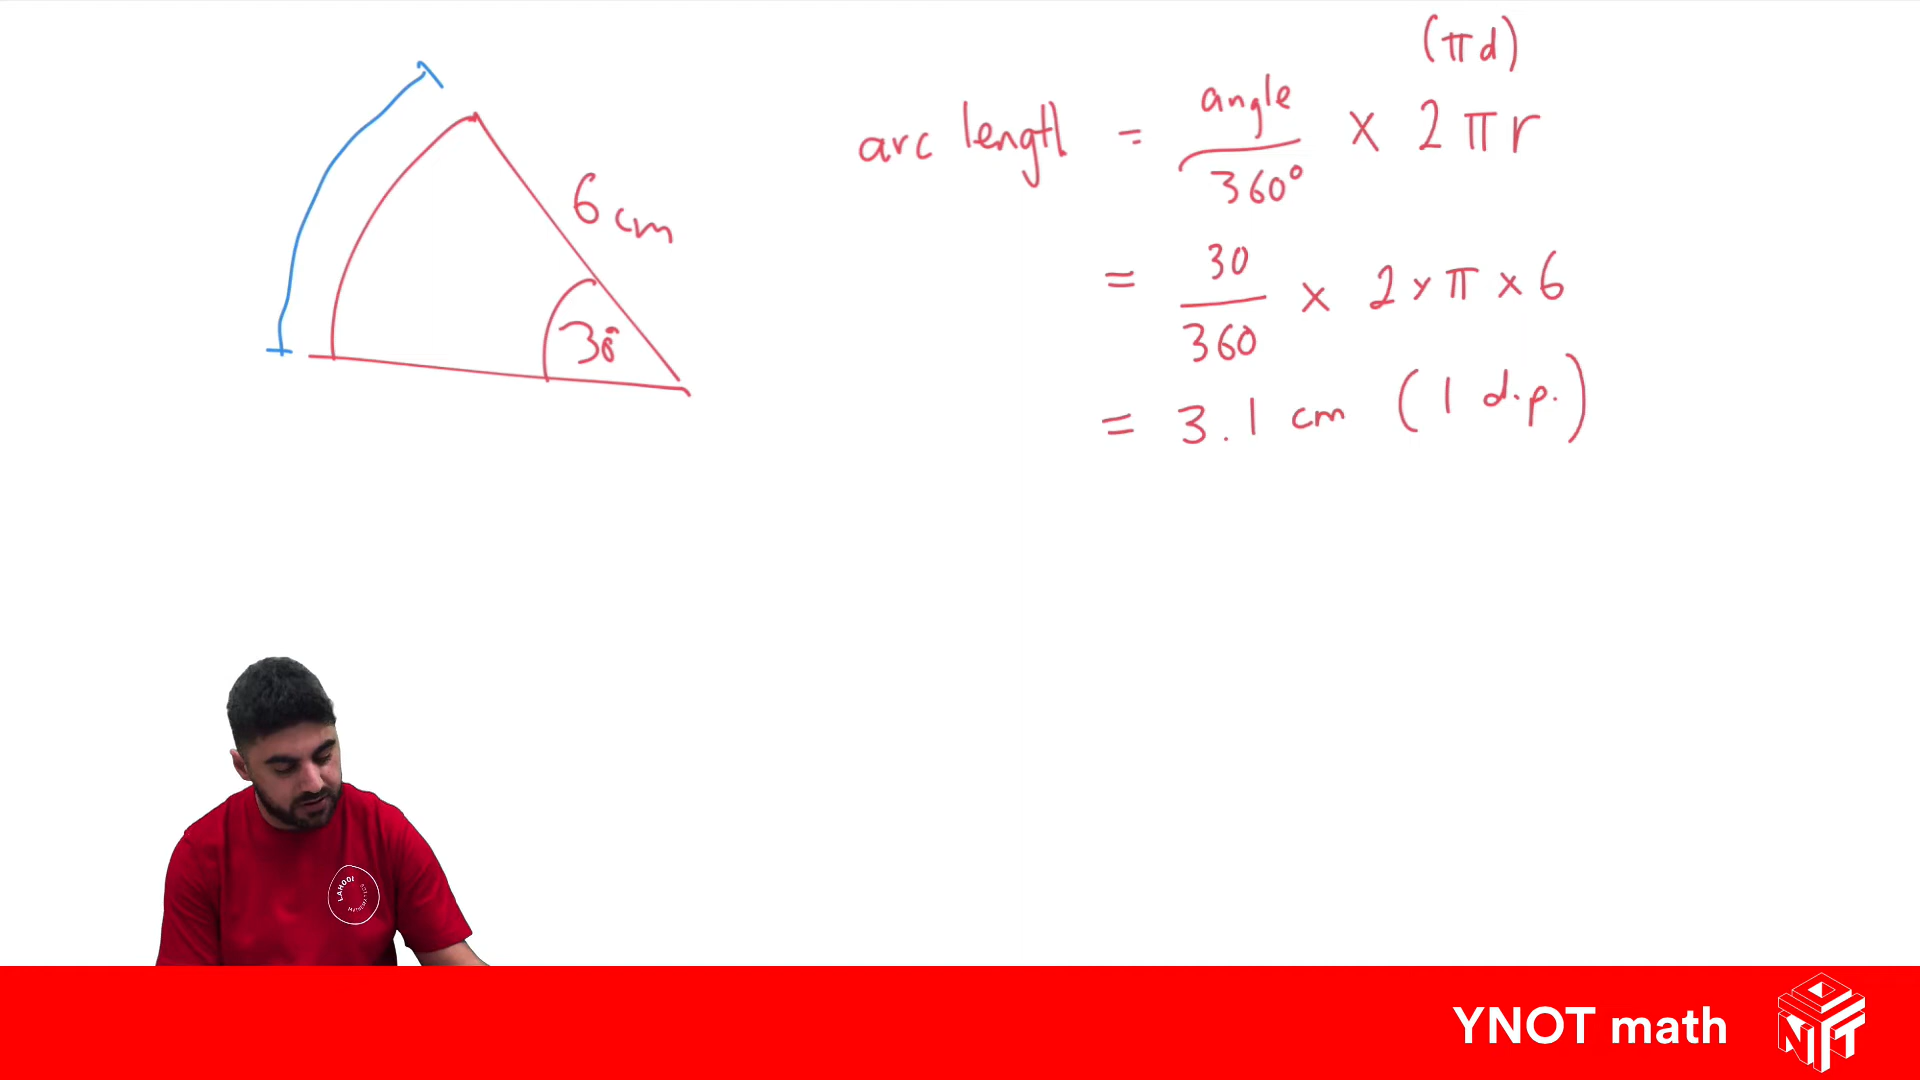 6 cm
30°
(πd)
arc length = angle/360° × 2πr
= 30/360 × 2 × π × 6
= 3.1 cm (1 d.p.)
LAHOOD
YNOT math